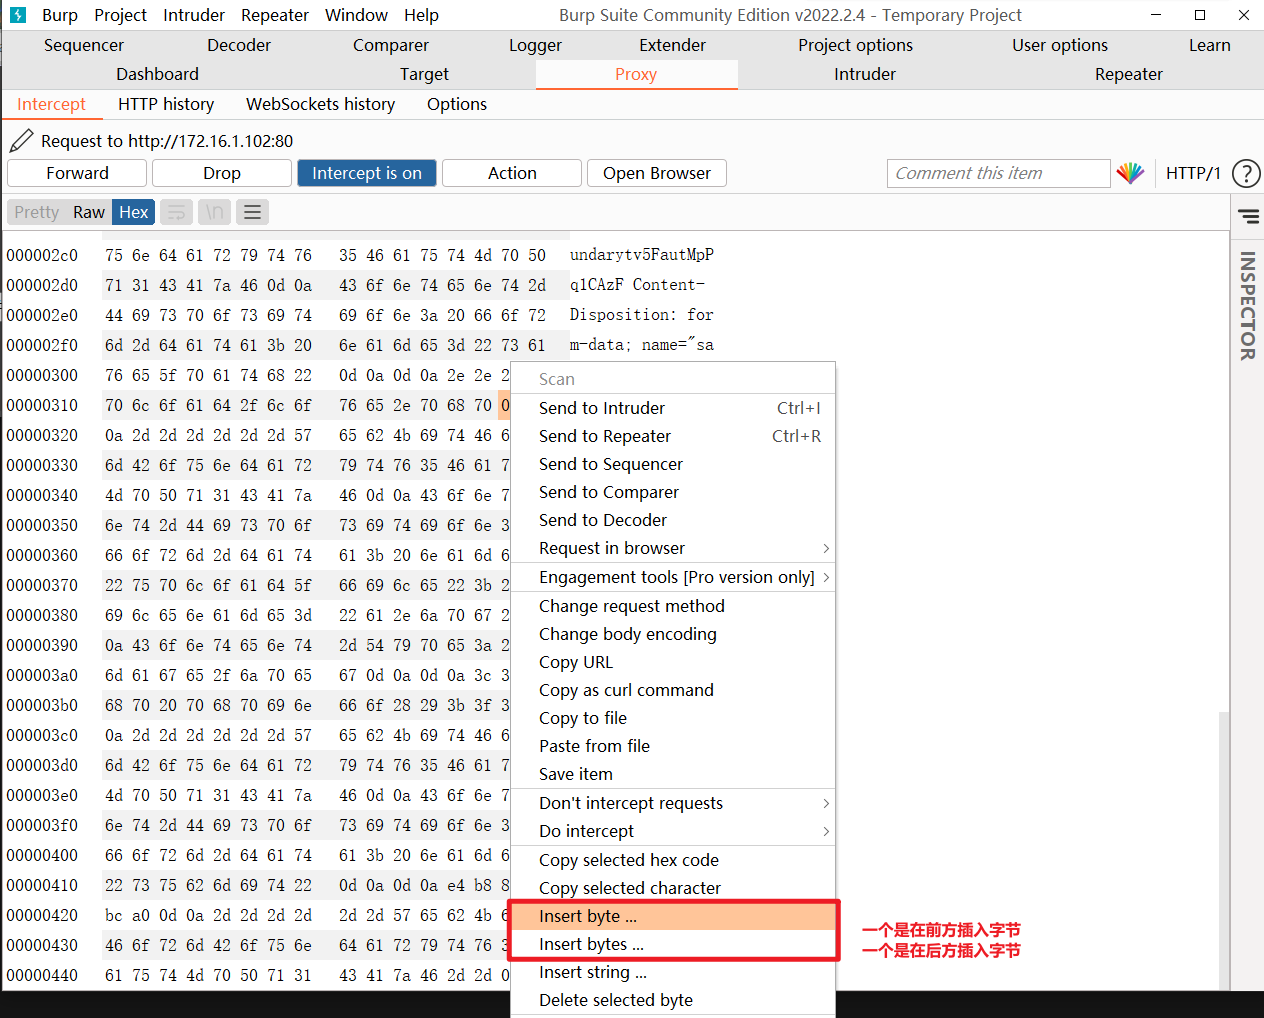 Burp Project Intruder Repeater Window Help Burp Suite Community Edition v2022.2.4 - Temporary Project
Sequencer Decoder Comparer Logger Extender Project options User options Learn
Dashboard Target Proxy Intruder Repeater
Intercept HTTP history WebSockets history Options
Request to http://172.16.1.102:80
Forward Drop Intercept is on Action Open Browser Comment this item HTTP/1 ?
Pretty Raw Hex \n
INSPECTOR
000002c0 75 6e 64 61 72 79 74 76 35 46 61 75 74 4d 70 50 undarytv5FautMpP
000002d0 71 31 43 41 7a 46 0d 0a 43 6f 6e 74 65 6e 74 2d q1CAzF Content-
000002e0 44 69 73 70 6f 73 69 74 69 6f 6e 3a 20 66 6f 72 Disposition: for
000002f0 6d 2d 64 61 74 61 3b 20 6e 61 6d 65 3d 22 73 61 m-data; name="sa
00000300 76 65 5f 70 61 74 68 22 0d 0a 0d 0a 2e 2e 2
00000310 70 6c 6f 61 64 2f 6c 6f 76 65 2e 70 68 70 0
00000320 0a 2d 2d 2d 2d 2d 2d 57 65 62 4b 69 74 46 6
00000330 6d 42 6f 75 6e 64 61 72 79 74 76 35 46 61 7
00000340 4d 70 50 71 31 43 41 7a 46 0d 0a 43 6f 6e 7
00000350 6e 74 2d 44 69 73 70 6f 73 69 74 69 6f 6e 3
00000360 66 6f 72 6d 2d 64 61 74 61 3b 20 6e 61 6d 6
00000370 22 75 70 6c 6f 61 64 5f 66 69 6c 65 22 3b 2
00000380 69 6c 65 6e 61 6d 65 3d 22 61 2e 6a 70 67 2
00000390 0a 43 6f 6e 74 65 6e 74 2d 54 79 70 65 3a 2
000003a0 6d 61 67 65 2f 6a 70 65 67 0d 0a 0d 0a 3c 3
000003b0 68 70 20 70 68 70 69 6e 66 6f 28 29 3b 3f 3
000003c0 0a 2d 2d 2d 2d 2d 2d 57 65 62 4b 69 74 46 6
000003d0 6d 42 6f 75 6e 64 61 72 79 74 76 35 46 61 7
000003e0 4d 70 50 71 31 43 41 7a 46 0d 0a 43 6f 6e 7
000003f0 6e 74 2d 44 69 73 70 6f 73 69 74 69 6f 6e 3
00000400 66 6f 72 6d 2d 64 61 74 61 3b 20 6e 61 6d 6
00000410 22 73 75 62 6d 69 74 22 0d 0a 0d 0a e4 b8 8
00000420 bc a0 0d 0a 2d 2d 2d 2d 2d 2d 57 65 62 4b 6
00000430 46 6f 72 6d 42 6f 75 6e 64 61 72 79 74 76 3
00000440 61 75 74 4d 70 50 71 31 43 41 7a 46 2d 2d 0
Scan
Send to Intruder Ctrl+I
Send to Repeater Ctrl+R
Send to Sequencer
Send to Comparer
Send to Decoder
Request in browser
Engagement tools [Pro version only]
Change request method
Change body encoding
Copy URL
Copy as curl command
Copy to file
Paste from file
Save item
Don't intercept requests
Do intercept
Copy selected hex code
Copy selected character
Insert byte ...
Insert bytes ...
Insert string ...
Delete selected byte
一个是在前方插入字节
一个是在后方插入字节